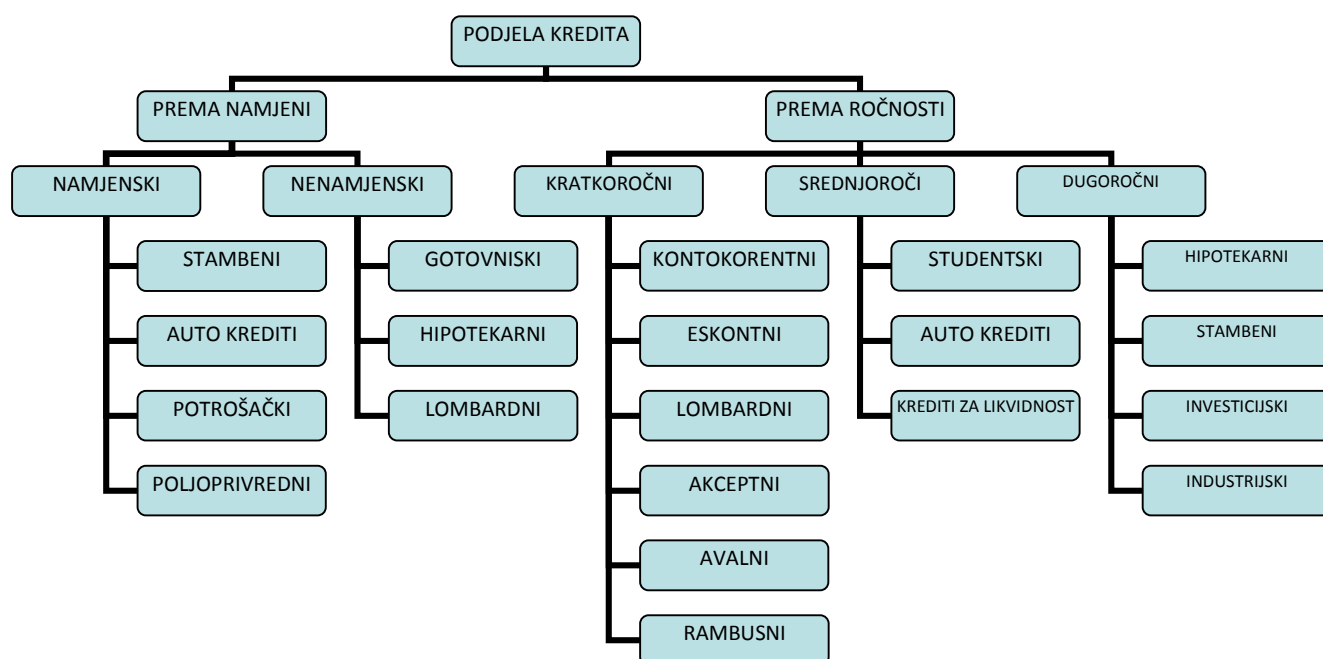 PODJELA KREDITA
PREMA NAMJENI
PREMA ROČNOSTI
NAMJENSKI
NENAMJENSKI
KRATKOROČNI
SREDNJOROČI
DUGOROČNI
STAMBENI
AUTO KREDITI
POTROŠAČKI
POLJOPRIVREDNI
GOTOVNISKI
HIPOTEKARNI
LOMBARDNI
KONTOKORENTNI
ESKONTNI
LOMBARDNI
AKCEPTNI
AVALNI
RAMBUSNI
STUDENTSKI
AUTO KREDITI
KREDITI ZA LIKVIDNOST
HIPOTEKARNI
STAMBENI
INVESTICIJSKI
INDUSTRIJSKI